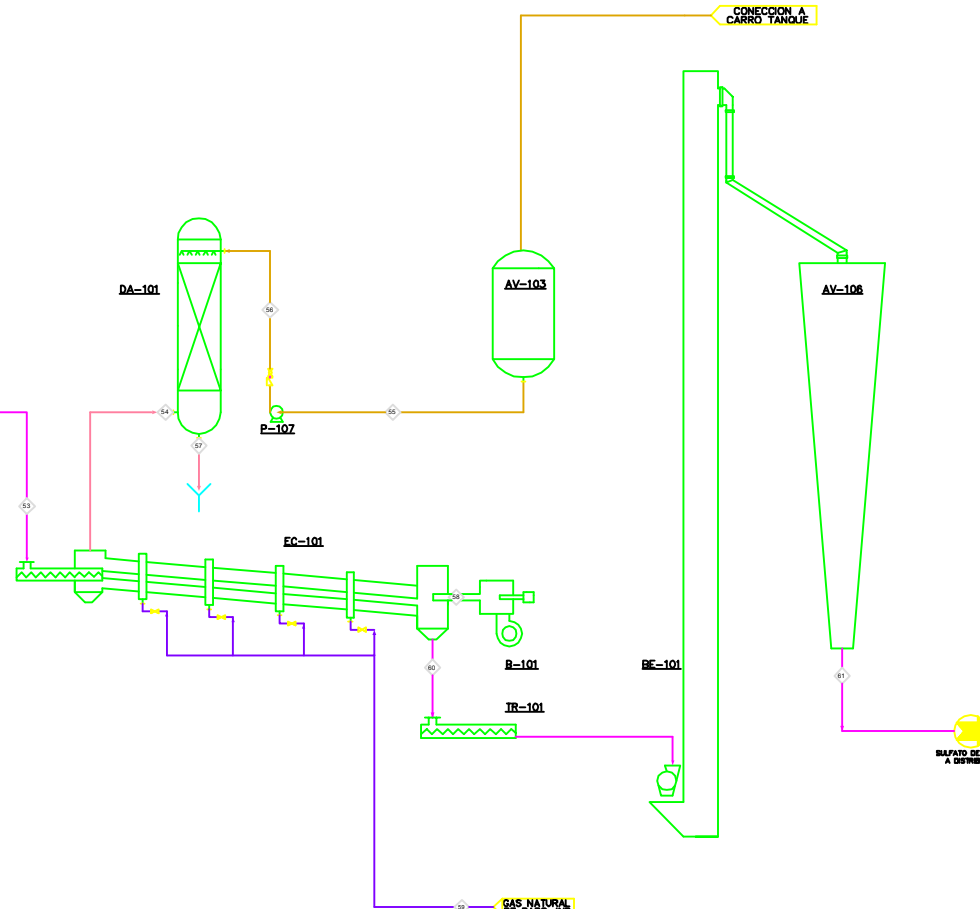 CONECCION A
CARRO TANQUE
DA-101
AV-103
AV-106
56
54
55
P-107
57
53
EC-101
58
B-101
BE-101
60
61
TR-101
SULFATO DE
A DISTRIB
59
GAS NATURAL